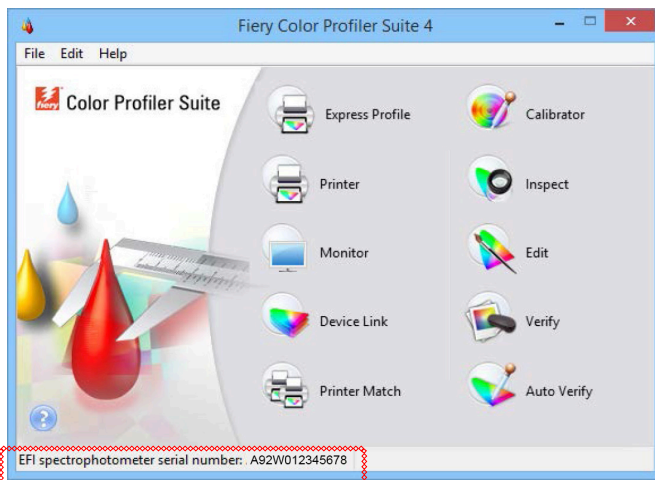 Fiery Color Profiler Suite 4
File Edit Help
fiery Color Profiler Suite
Express Profile
Calibrator
Printer
Inspect
Monitor
Edit
Device Link
Verify
Printer Match
Auto Verify
?
EFI spectrophotometer serial number: A92W012345678